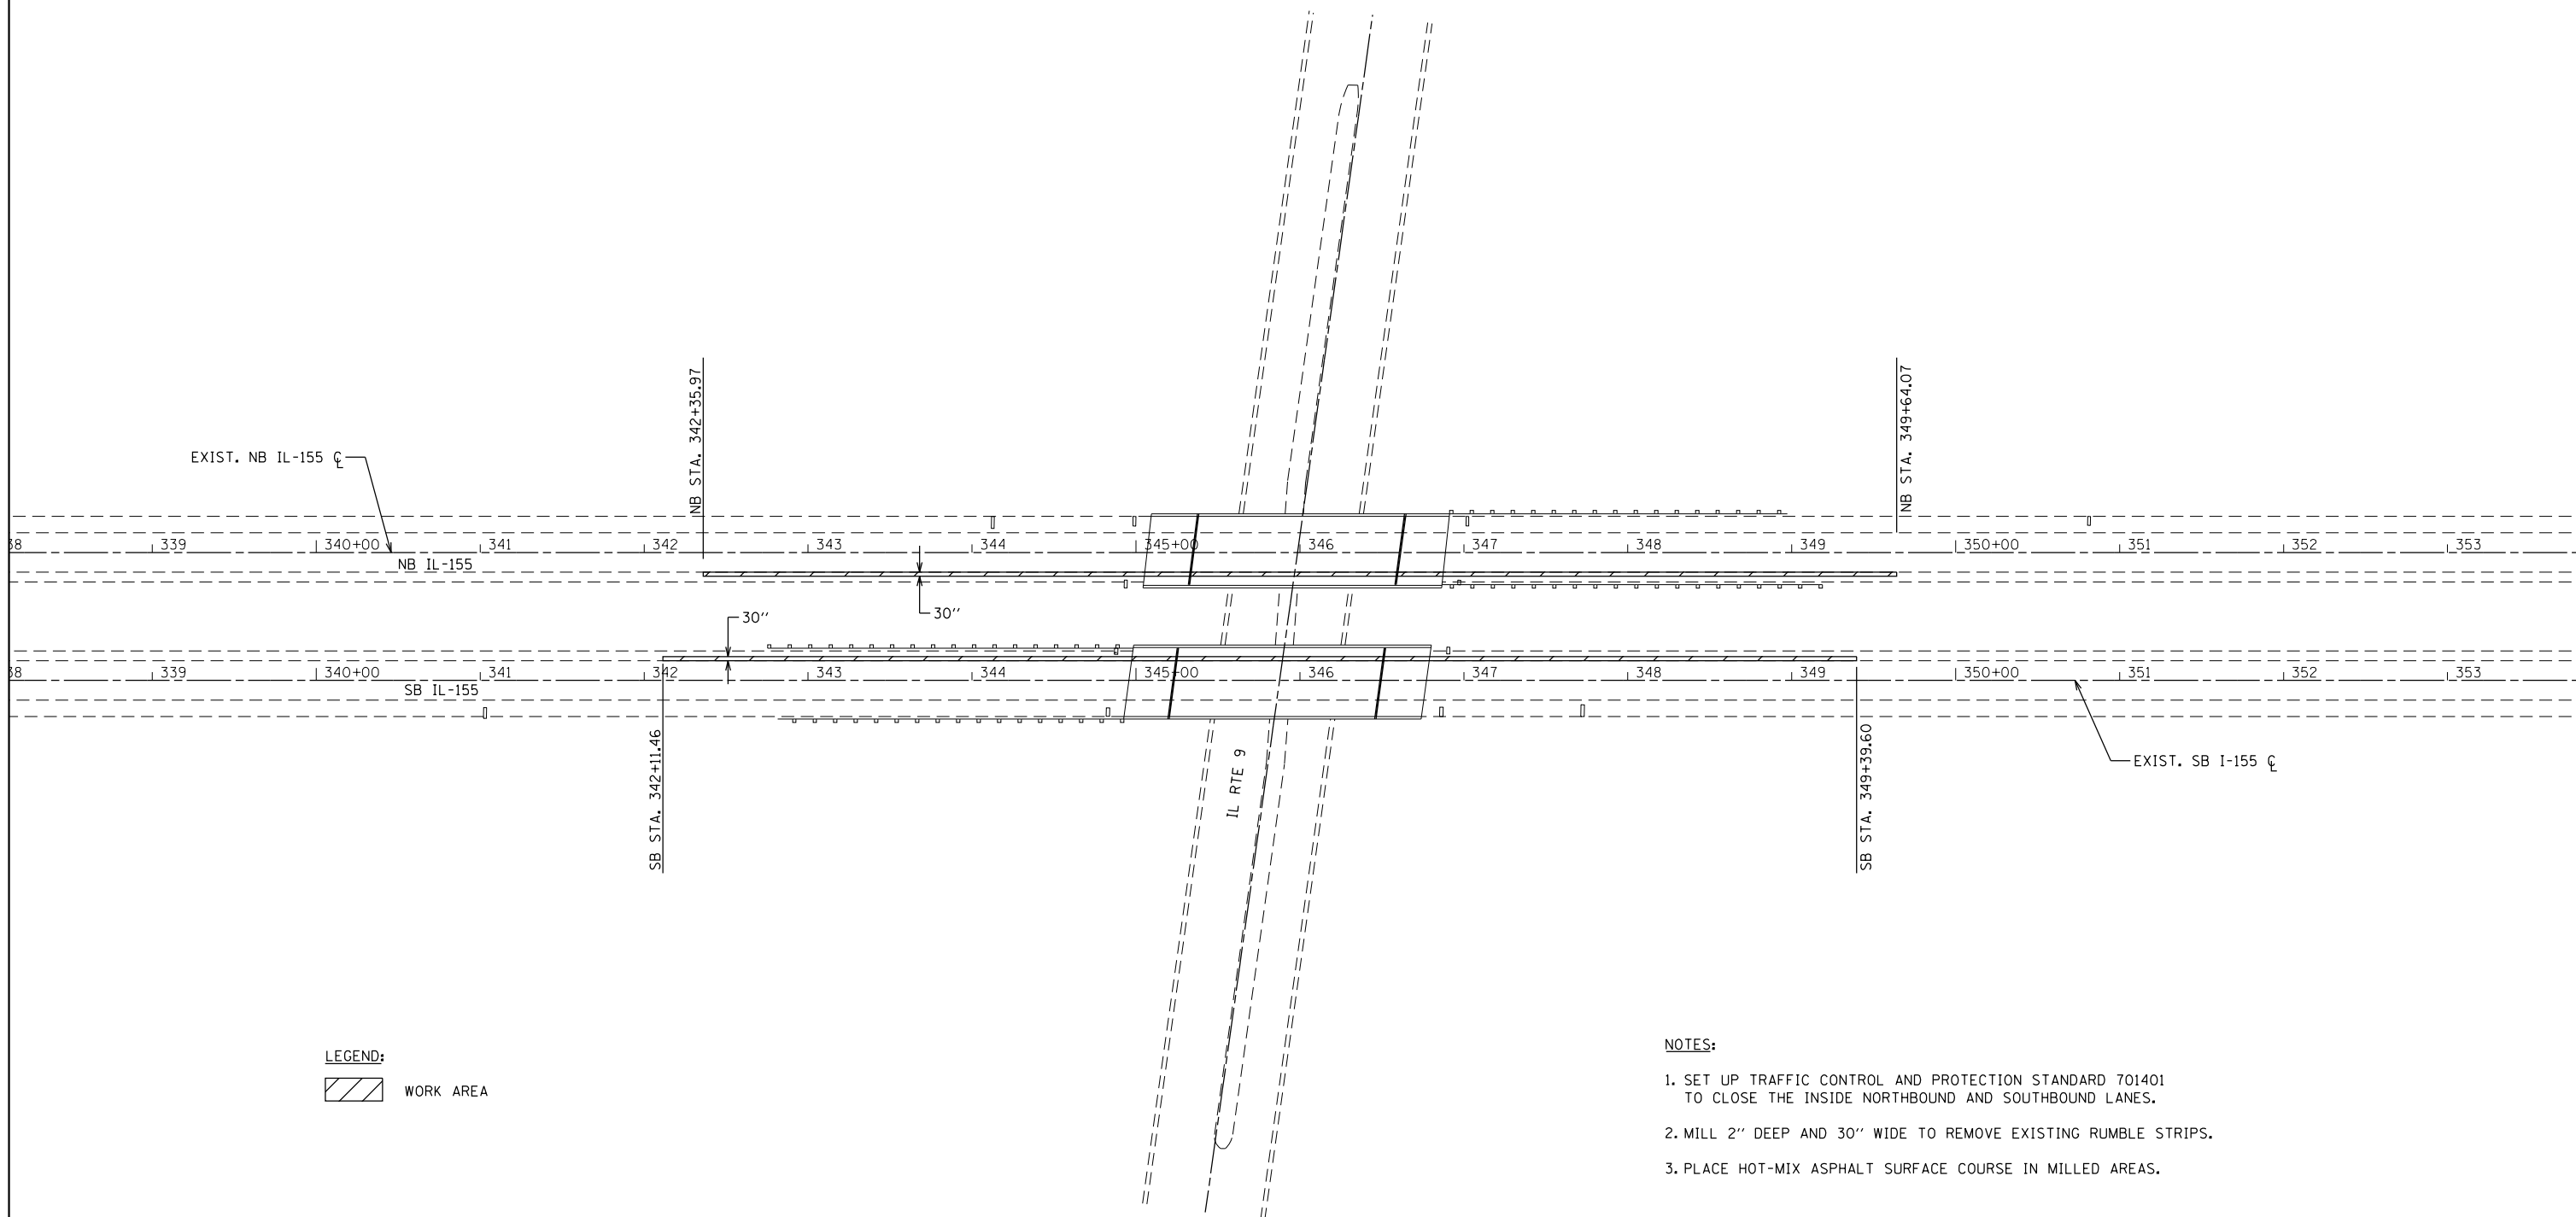 NB STA. 342+35.97
NB STA. 349+64.07
EXIST. NB IL-155 ℄
38 339 340+00 341 342 343 344 345+00 346 347 348 349 350+00 351 352 353
NB IL-155
30''
30''
38 339 340+00 341 342 343 344 345+00 346 347 348 349 350+00 351 352 353
SB IL-155
SB STA. 342+11.46
IL RTE 9
SB STA. 349+39.60
EXIST. SB I-155 ℄
LEGEND:
WORK AREA
NOTES:
1. SET UP TRAFFIC CONTROL AND PROTECTION STANDARD 701401
TO CLOSE THE INSIDE NORTHBOUND AND SOUTHBOUND LANES.
2. MILL 2'' DEEP AND 30'' WIDE TO REMOVE EXISTING RUMBLE STRIPS.
3. PLACE HOT-MIX ASPHALT SURFACE COURSE IN MILLED AREAS.